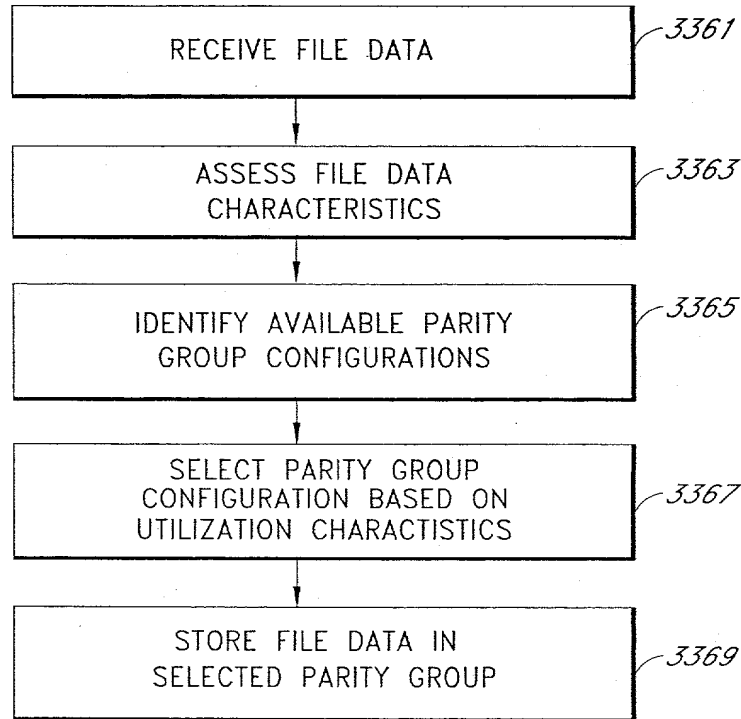 RECEIVE FILE DATA
3361
ASSESS FILE DATA
CHARACTERISTICS
3363
IDENTIFY AVAILABLE PARITY
GROUP CONFIGURATIONS
3365
SELECT PARITY GROUP
CONFIGURATION BASED ON
UTILIZATION CHARACTISTICS
3367
STORE FILE DATA IN
SELECTED PARITY GROUP
3369